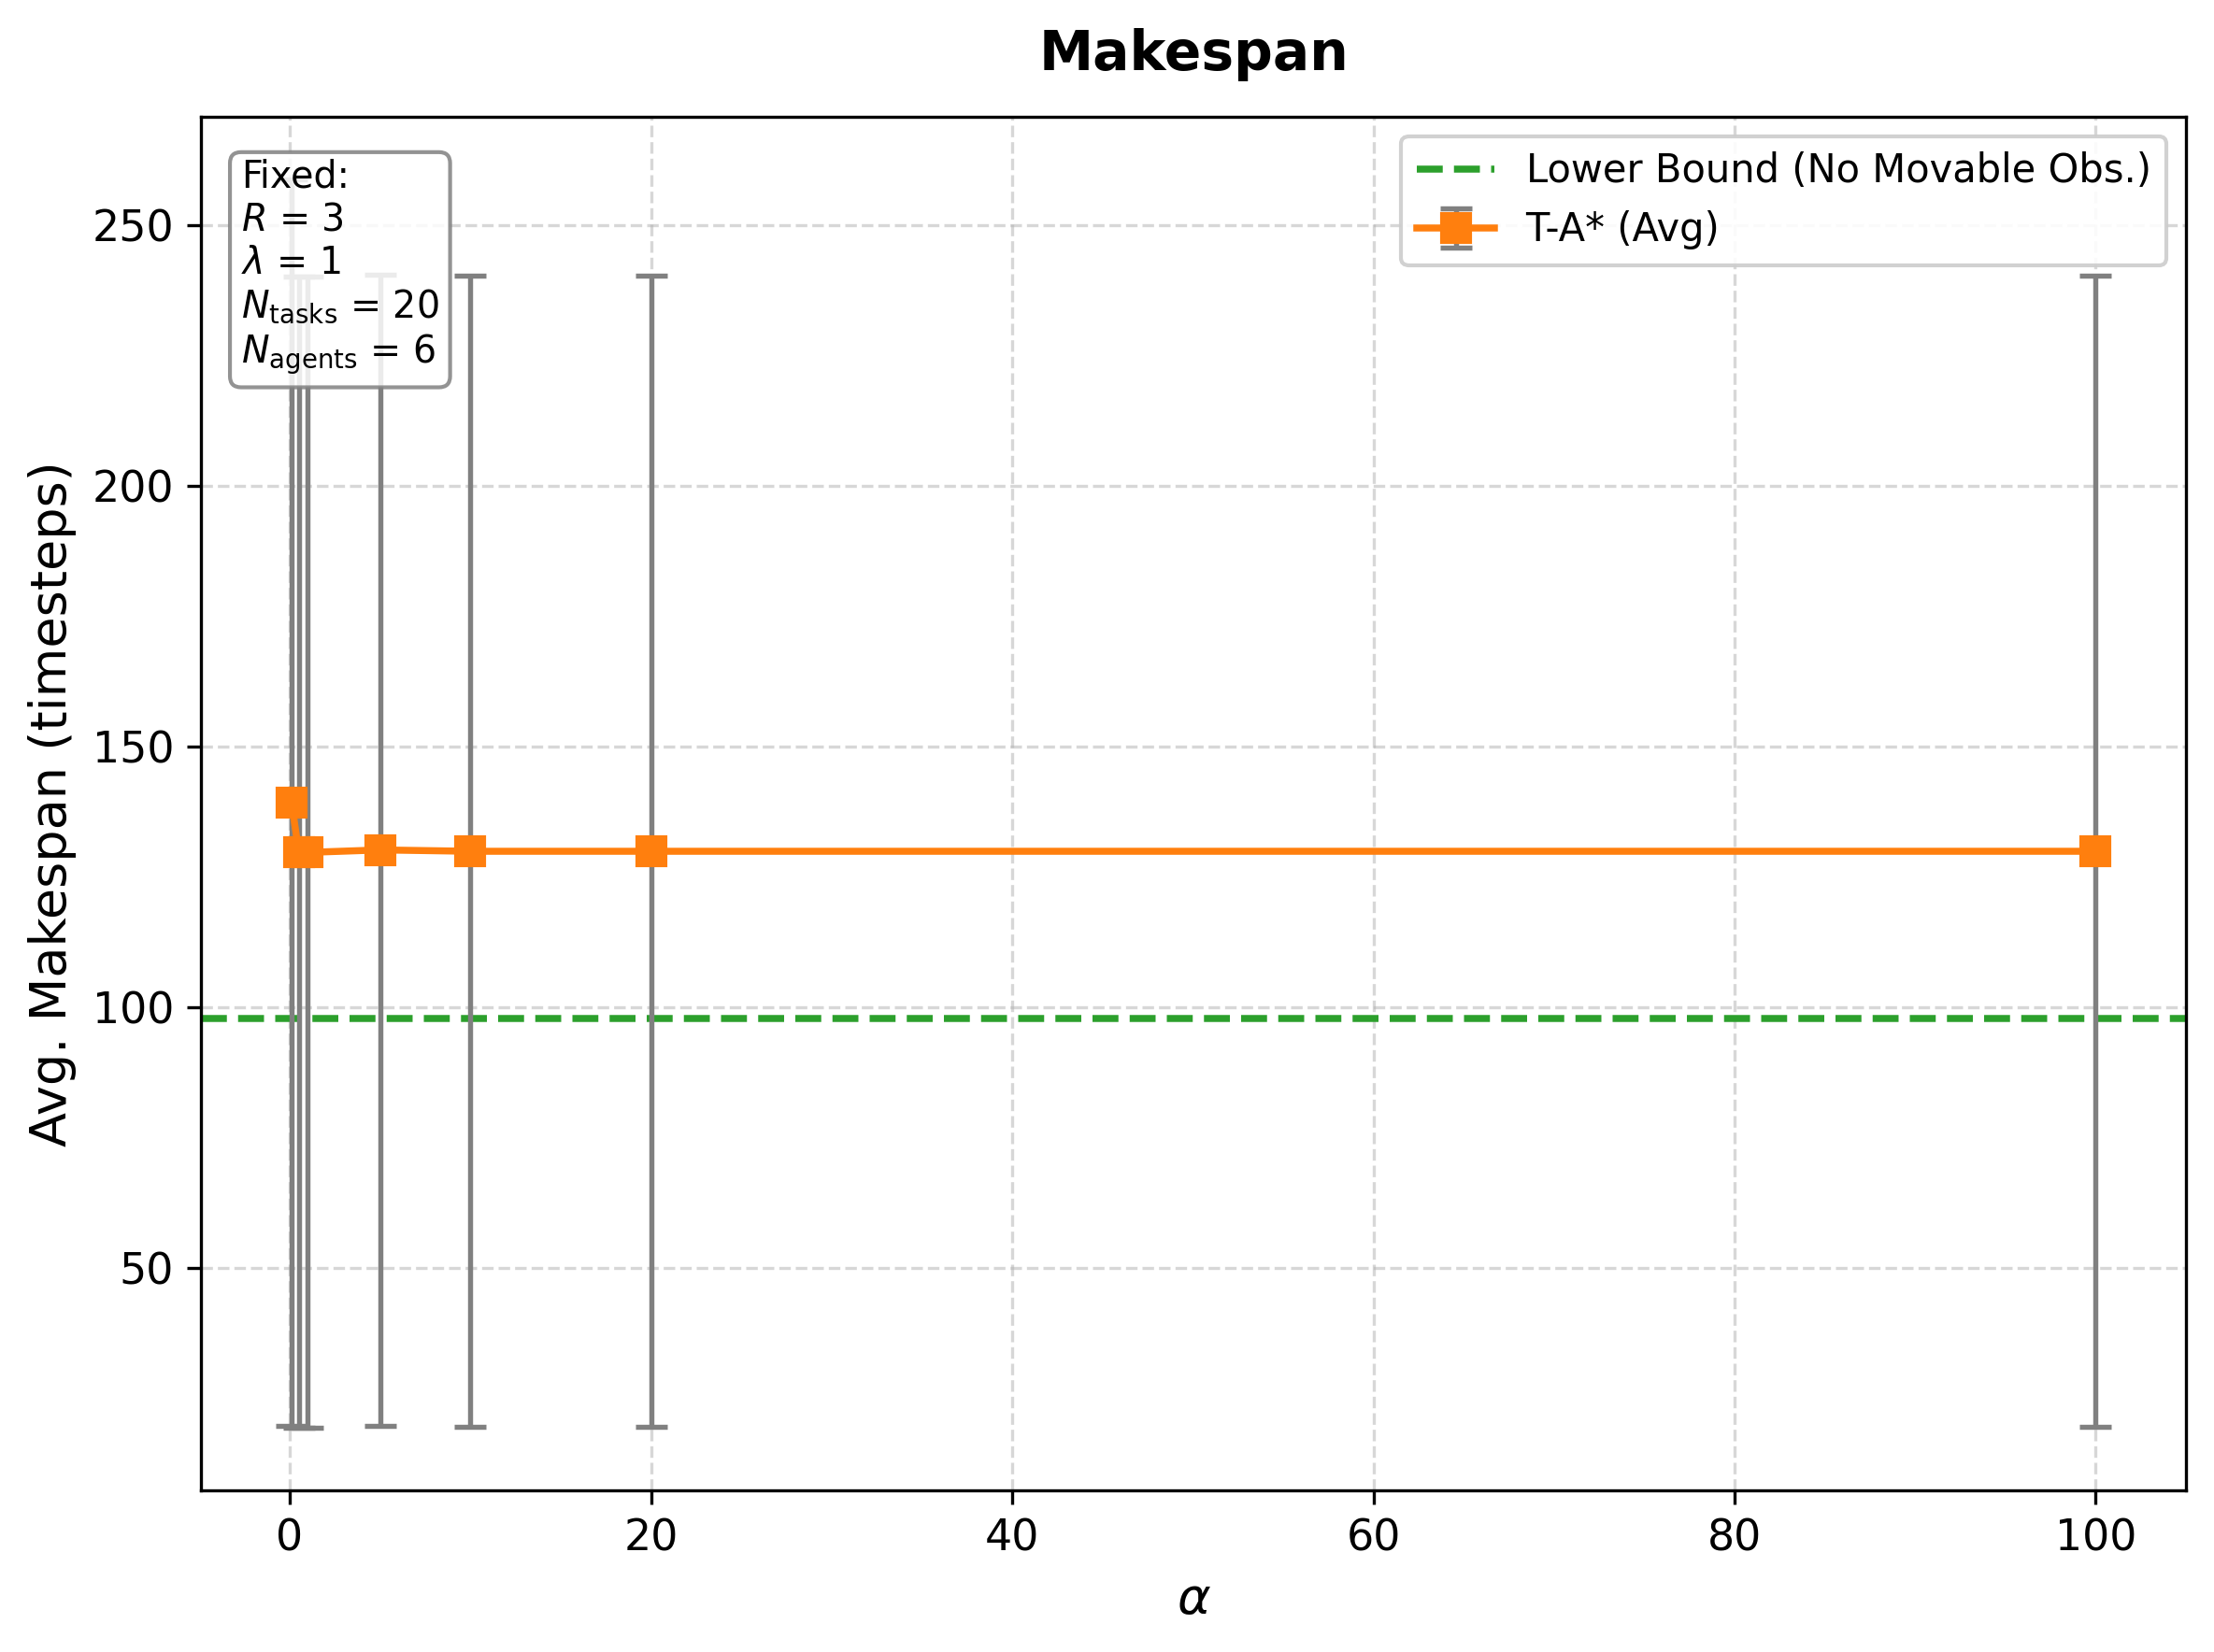 Makespan
Fixed:
R = 3
λ = 1
N_tasks = 20
N_agents = 6
Lower Bound (No Movable Obs.)
T-A* (Avg)
250
200
150
100
50
Avg. Makespan (timesteps)
0 20 40 60 80 100
α